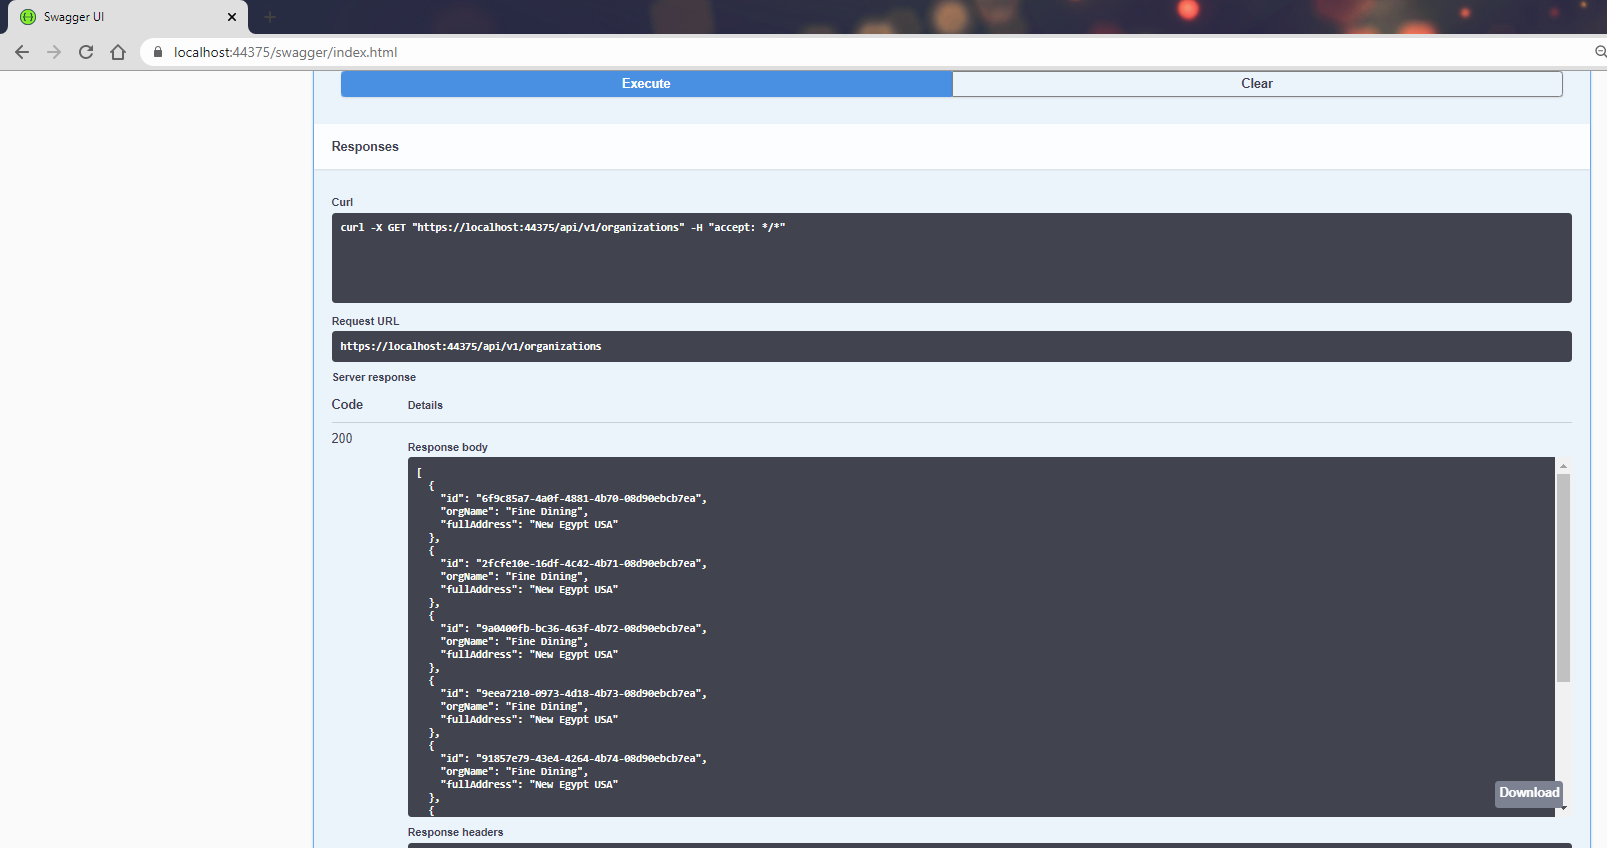 Swagger UI
localhost:44375/swagger/index.html
Execute
Clear
Responses
Curl
curl -X GET "https://localhost:44375/api/v1/organizations" -H "accept: */*"
Request URL
https://localhost:44375/api/v1/organizations
Server response
Code Details
200
Response body
[
{
"id": "6f9c85a7-4a0f-4881-4b70-08d90ebcb7ea",
"orgName": "Fine Dining",
"fullAddress": "New Egypt USA"
},
{
"id": "2fcfe10e-16df-4c42-4b71-08d90ebcb7ea",
"orgName": "Fine Dining",
"fullAddress": "New Egypt USA"
},
{
"id": "9a0400fb-bc36-463f-4b72-08d90ebcb7ea",
"orgName": "Fine Dining",
"fullAddress": "New Egypt USA"
},
{
"id": "9eea7210-0973-4d18-4b73-08d90ebcb7ea",
"orgName": "Fine Dining",
"fullAddress": "New Egypt USA"
},
{
"id": "91857e79-43e4-4264-4b74-08d90ebcb7ea",
"orgName": "Fine Dining",
"fullAddress": "New Egypt USA"
},
{
Download
Response headers